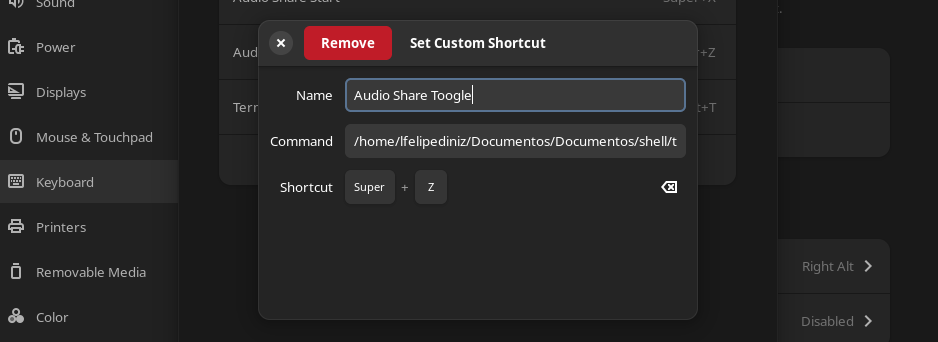 Sound
Power
Displays
Mouse & Touchpad
Keyboard
Printers
Removable Media
Color
Audio Share Start
Super+X
Remove
Set Custom Shortcut
Name
Audio Share Toogle
Command
/home/lfelipediniz/Documentos/Documentos/shell/t
Shortcut
Super
+
Z
Aud
+Z
Terr
t+T
Right Alt
Disabled